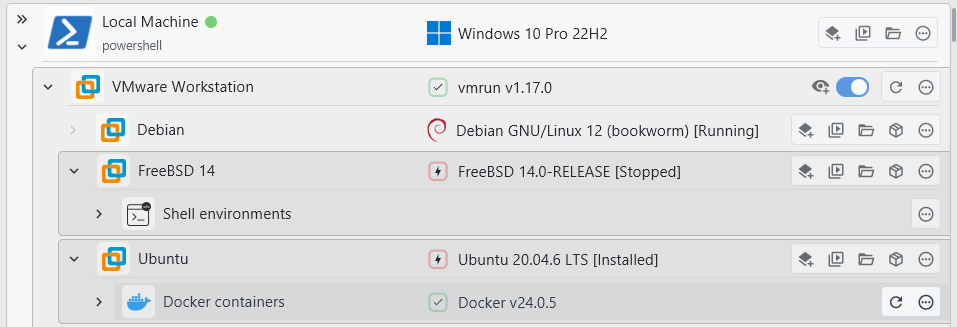 Local Machine
powershell
Windows 10 Pro 22H2
VMware Workstation
vmrun v1.17.0
Debian
Debian GNU/Linux 12 (bookworm) [Running]
FreeBSD 14
FreeBSD 14.0-RELEASE [Stopped]
Shell environments
Ubuntu
Ubuntu 20.04.6 LTS [Installed]
Docker containers
Docker v24.0.5